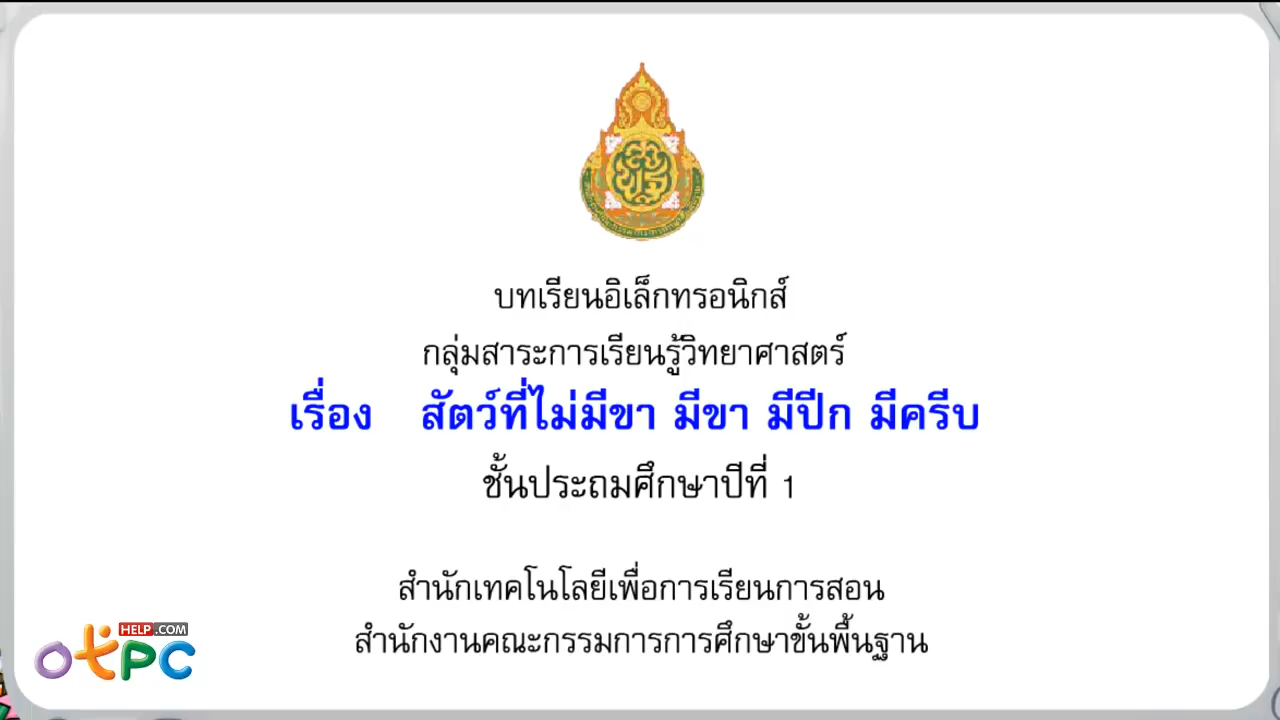 บทเรียนอิเล็กทรอนิกส์
กลุ่มสาระการเรียนรู้วิทยาศาสตร์
เรื่อง สัตว์ที่ไม่มีขา มีขา มีปีก มีครีบ
ชั้นประถมศึกษาปีที่ 1
สำนักเทคโนโลยีเพื่อการเรียนการสอน
สำนักงานคณะกรรมการการศึกษาขั้นพื้นฐาน
HELP.COM
OTPC